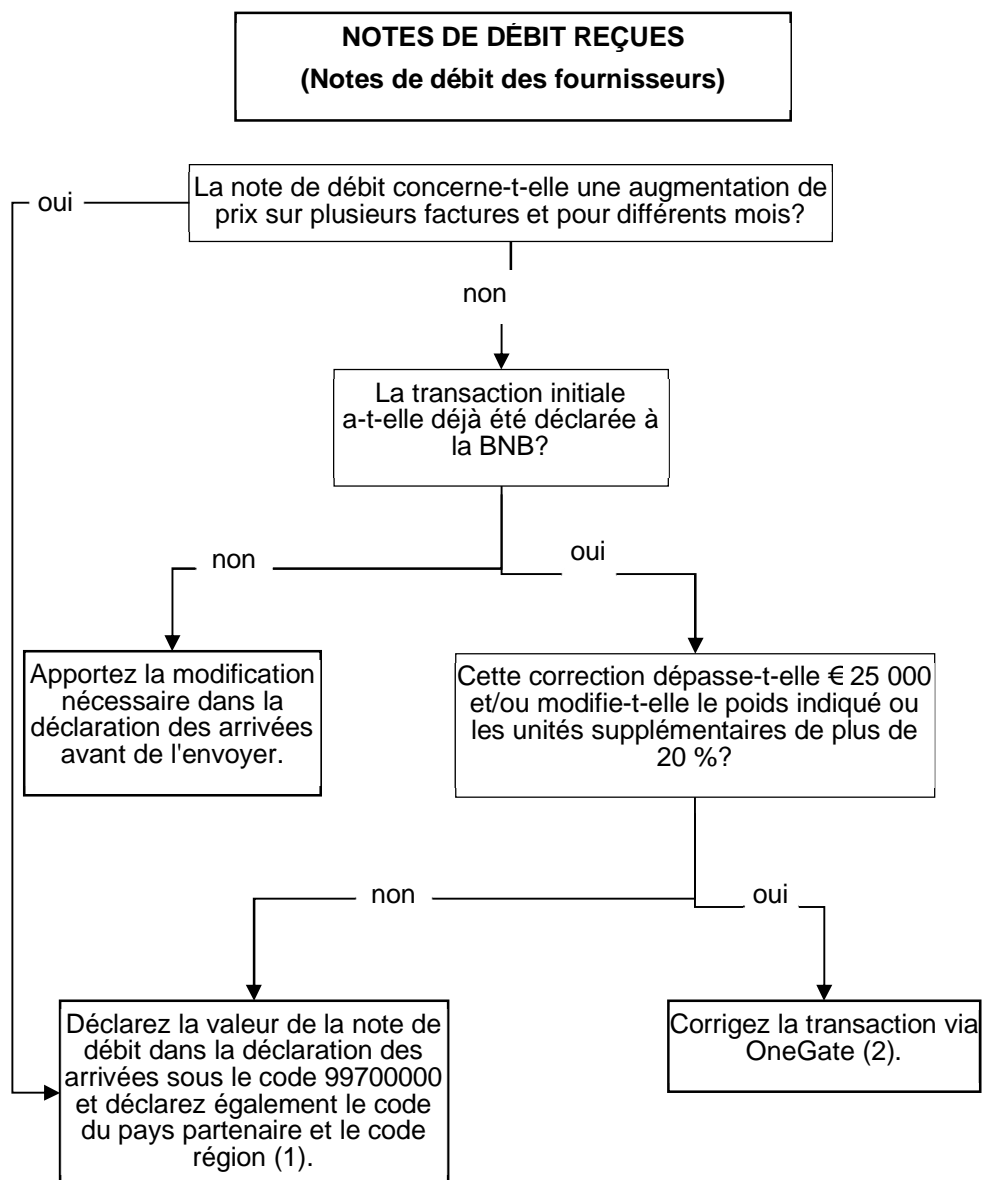 NOTES DE DÉBIT REÇUES
(Notes de débit des fournisseurs)
La note de débit concerne-t-elle une augmentation de
prix sur plusieurs factures et pour différents mois?
oui
non
La transaction initiale
a-t-elle déjà été déclarée à
la BNB?
non
oui
Apportez la modification
nécessaire dans la
déclaration des arrivées
avant de l'envoyer.
Cette correction dépasse-t-elle € 25 000
et/ou modifie-t-elle le poids indiqué ou
les unités supplémentaires de plus de
20 %?
non
oui
Déclarez la valeur de la note de
débit dans la déclaration des
arrivées sous le code 99700000
et déclarez également le code
du pays partenaire et le code
région (1).
Corrigez la transaction via
OneGate (2).